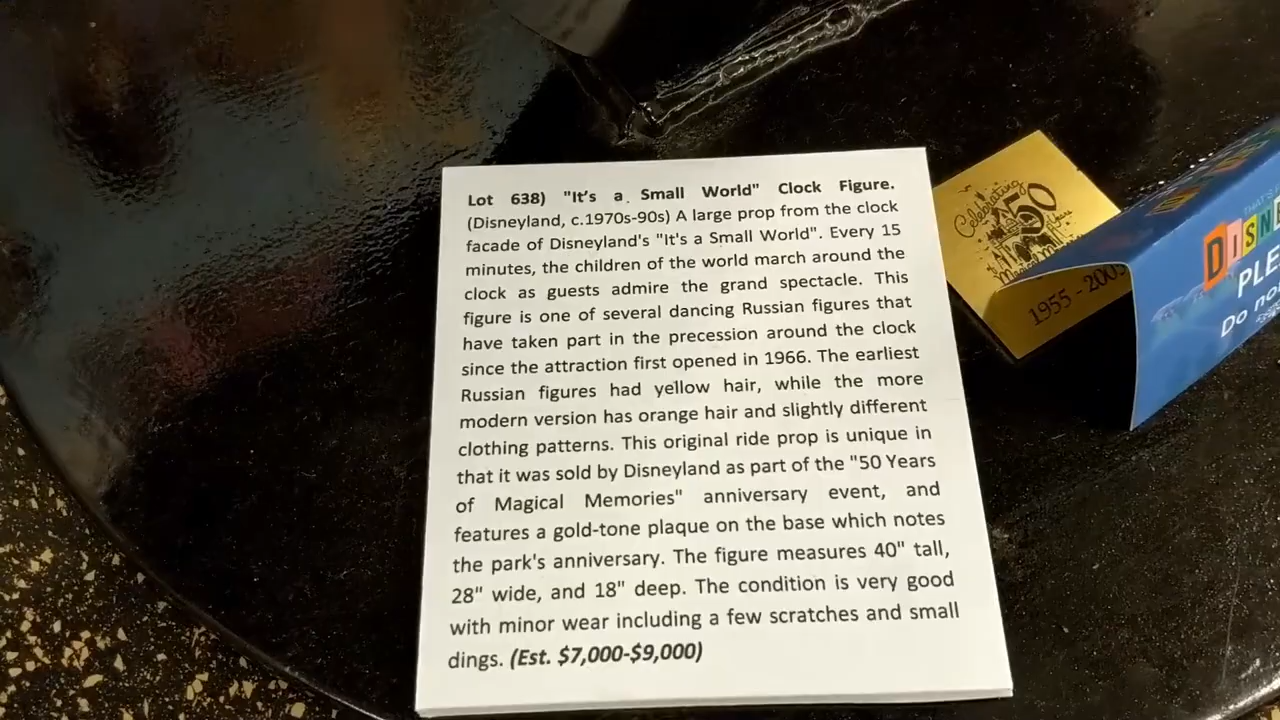 Lot 638) "It's a Small World" Clock Figure.
(Disneyland, c.1970s-90s) A large prop from the clock
facade of Disneyland's "It's a Small World". Every 15
minutes, the children of the world march around the
clock as guests admire the grand spectacle. This
figure is one of several dancing Russian figures that
have taken part in the precession around the clock
since the attraction first opened in 1966. The earliest
Russian figures had yellow hair, while the more
modern version has orange hair and slightly different
clothing patterns. This original ride prop is unique in
that it was sold by Disneyland as part of the "50 Years
of Magical Memories" anniversary event, and
features a gold-tone plaque on the base which notes
the park's anniversary. The figure measures 40" tall,
28" wide, and 18" deep. The condition is very good
with minor wear including a few scratches and small
dings. (Est. $7,000-$9,000)
Celebrating
50
Years
1955 - 200
THAT'S
DISN
PLE
Do no